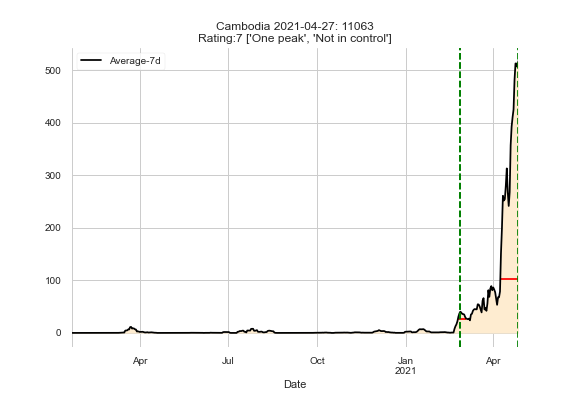 Cambodia 2021-04-27: 11063
Rating:7 ['One peak', 'Not in control']
Average-7d
500
400
300
200
100
0
Apr
Jul
Oct
Jan
2021
Apr
Date